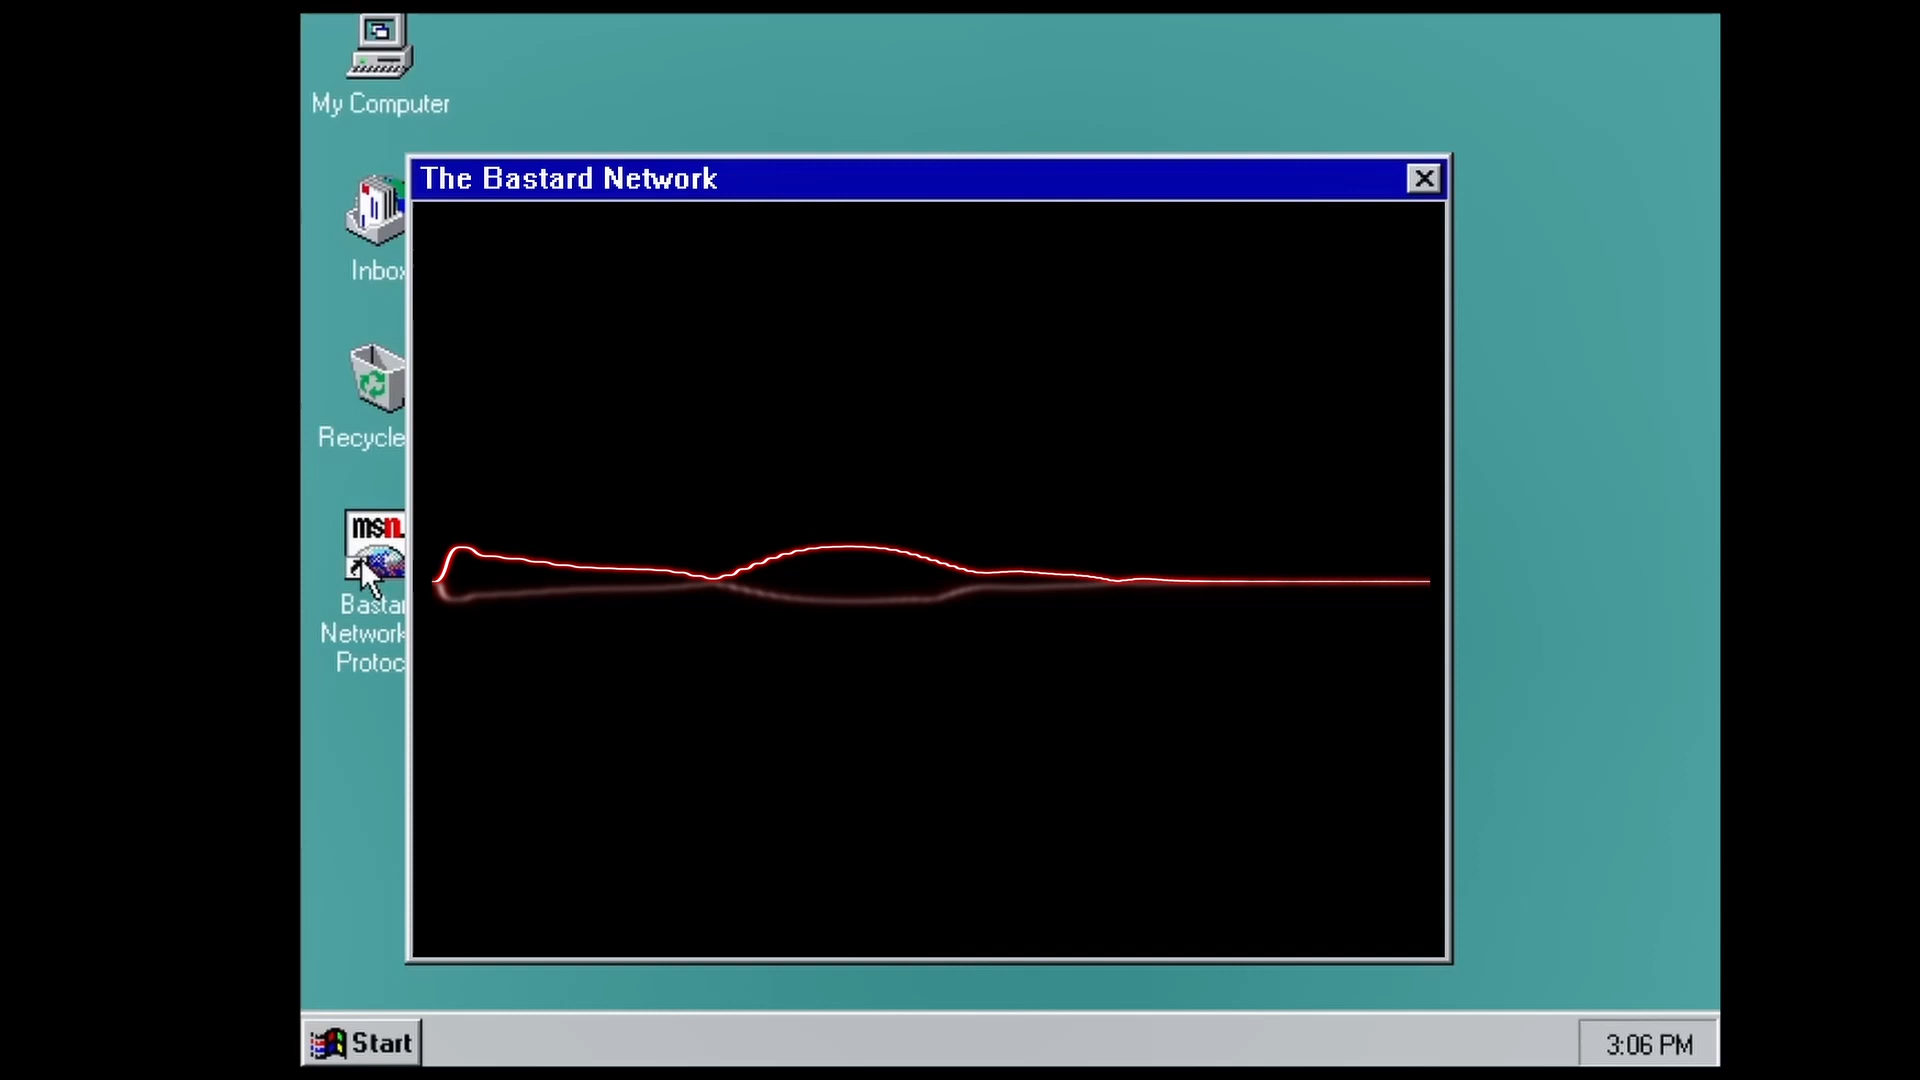 My Computer
The Bastard Network
Inbox
Recycle
msn.
Bastar
Network
Protoc
Start
3:06 PM